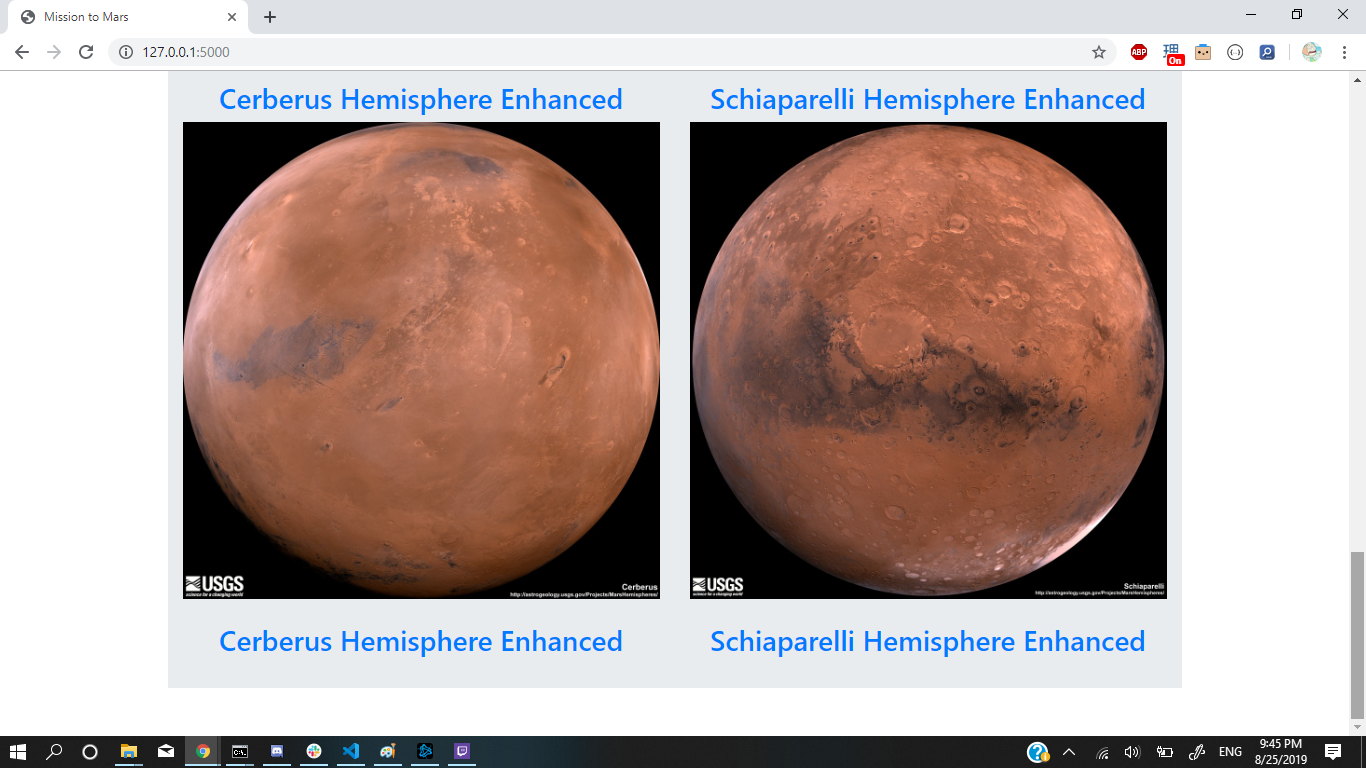 Mission to Mars
127.0.0.1:5000
ABP
On
Cerberus Hemisphere Enhanced
Schiaparelli Hemisphere Enhanced
USGS
science for a changing world
Cerberus
http://astrogeology.usgs.gov/Projects/MarsHemispheres/
USGS
science for a changing world
Schiaparelli
http://astrogeology.usgs.gov/Projects/MarsHemispheres/
Cerberus Hemisphere Enhanced
Schiaparelli Hemisphere Enhanced
ENG
9:45 PM
8/25/2019